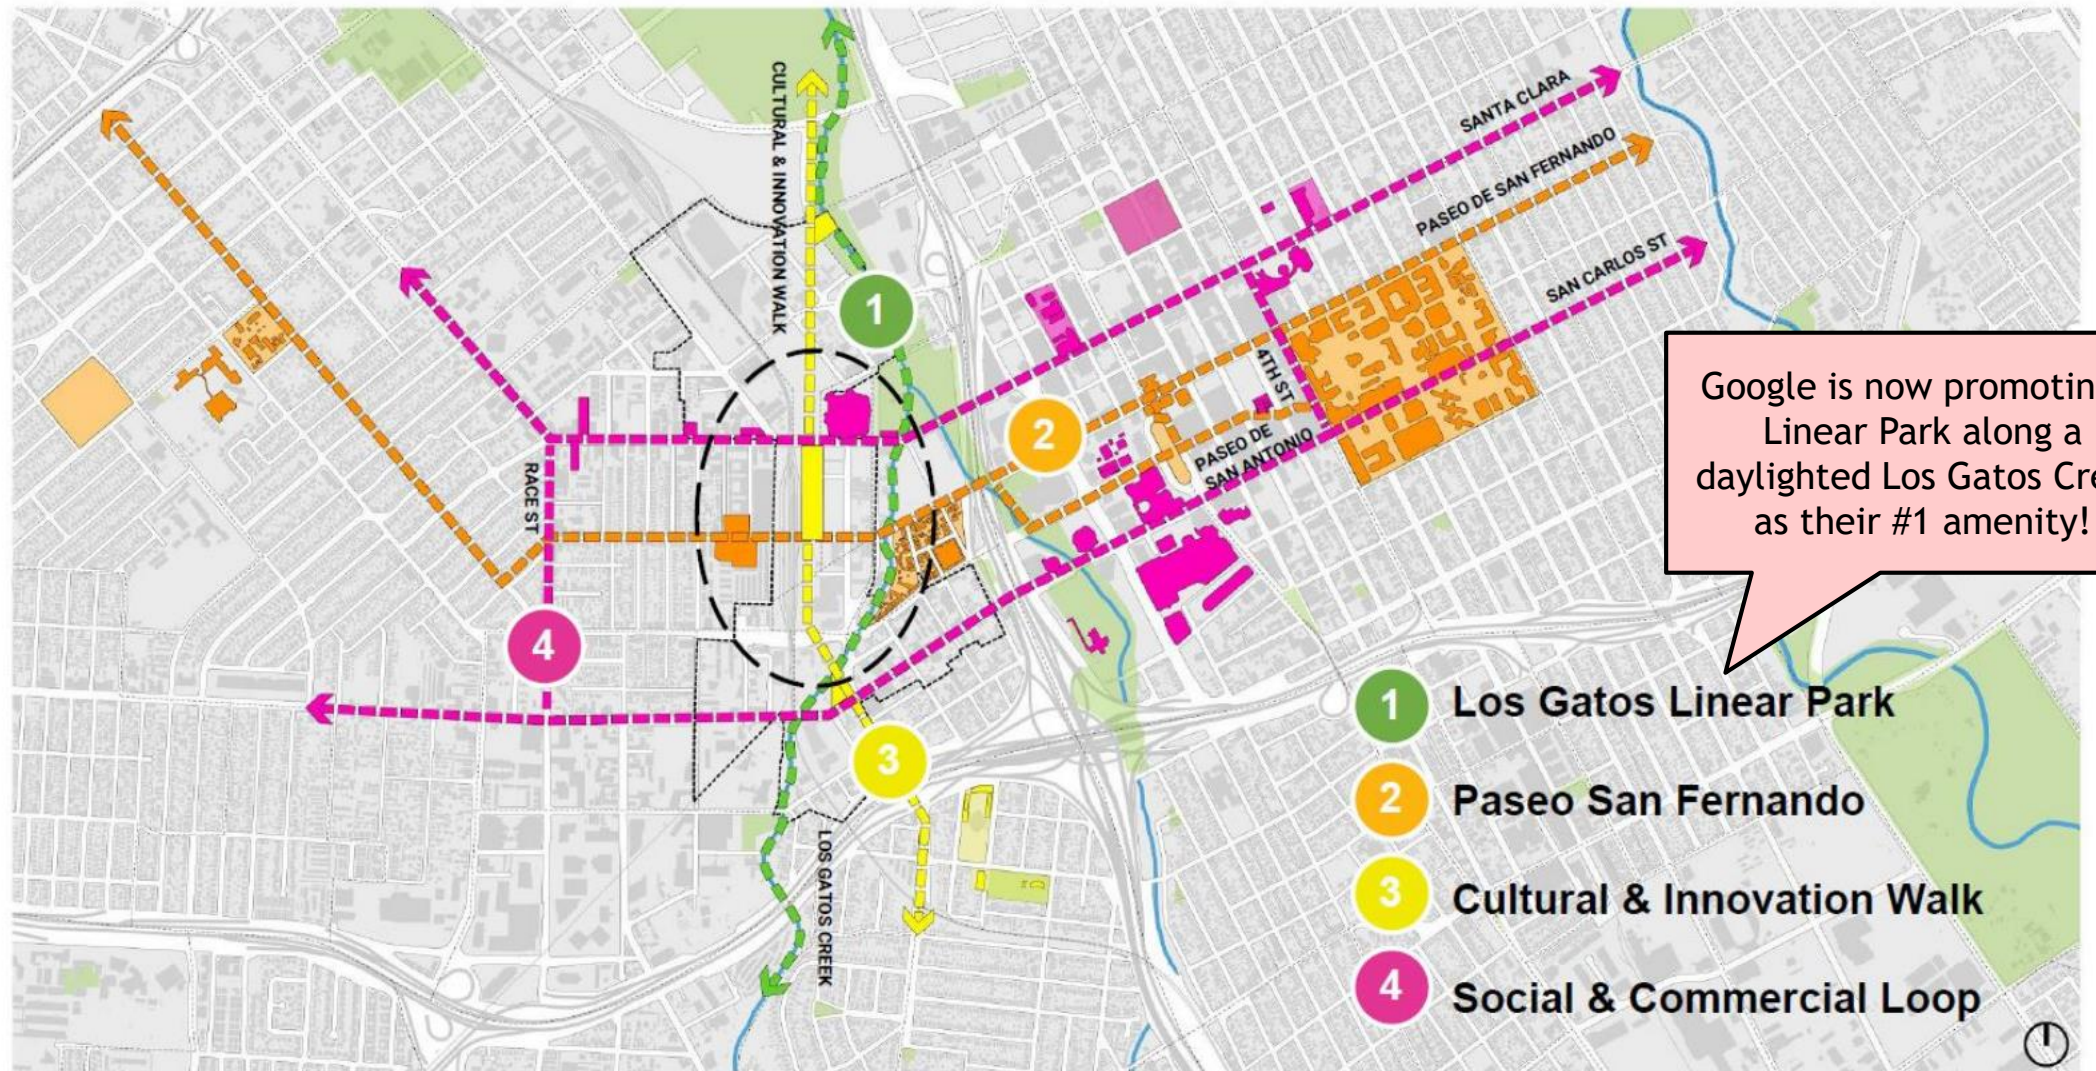 CULTURAL & INNOVATION WALK
SANTA CLARA
PASEO DE SAN FERNANDO
SAN CARLOS ST
1
4TH ST
2
PASEO DE
SAN ANTONIO
RACE ST
4
3
LOS GATOS CREEK
Google is now promotin
Linear Park along a
daylighted Los Gatos Cre
as their #1 amenity!
1 Los Gatos Linear Park
2 Paseo San Fernando
3 Cultural & Innovation Walk
4 Social & Commercial Loop